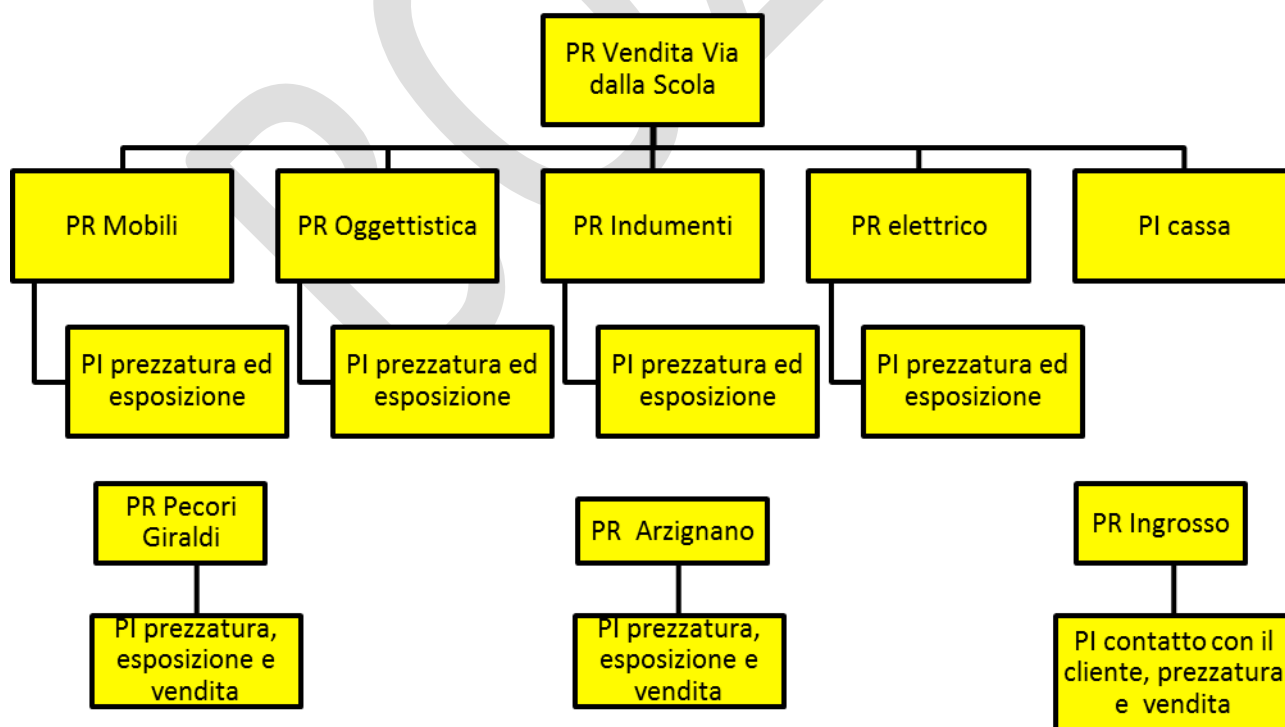 PR Vendita Via
dalla Scola
PR Mobili
PR Oggettistica
PR Indumenti
PR elettrico
PI cassa
PI prezzatura ed
esposizione
PI prezzatura ed
esposizione
PI prezzatura ed
esposizione
PI prezzatura ed
esposizione
PR Pecori
Giraldi
PR Arzignano
PR Ingrosso
PI prezzatura,
esposizione e
vendita
PI prezzatura,
esposizione e
vendita
PI contatto con il
cliente, prezzatura
e vendita